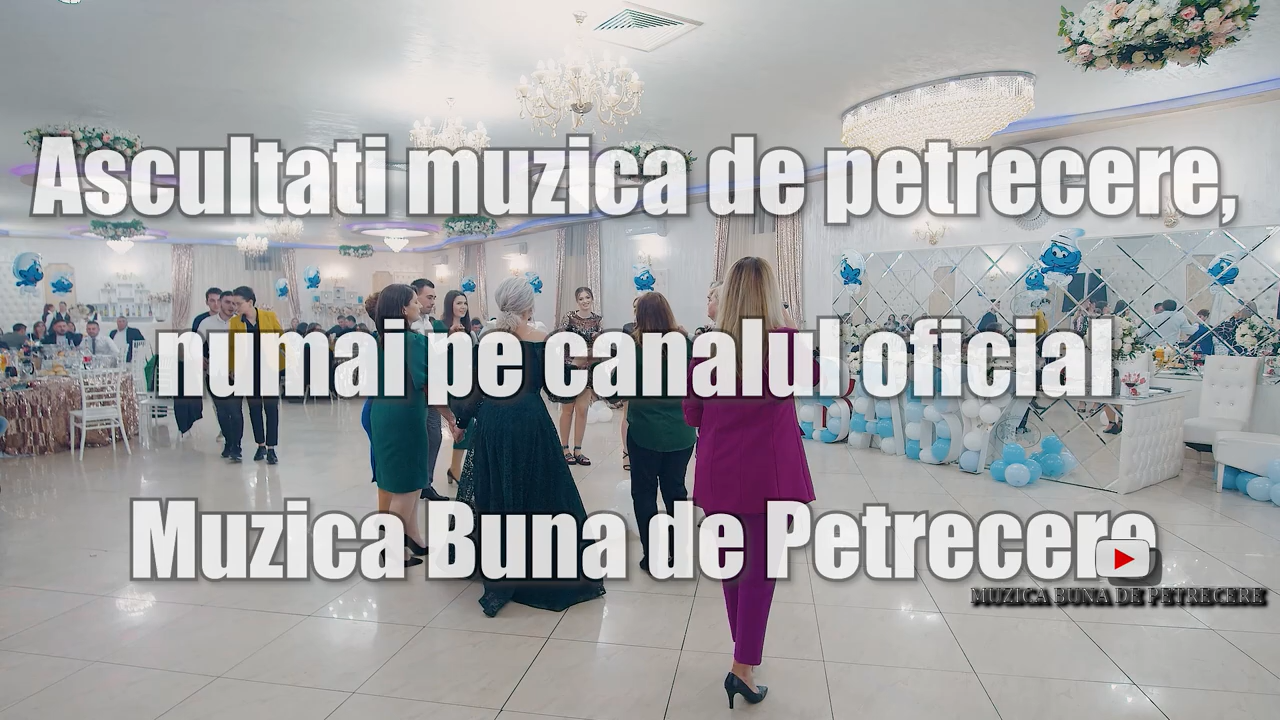 Ascultati muzica de petrecere,
numai pe canalul oficial
Muzica Buna de Petrecere
MUZICA BUNA DE PETRECERE